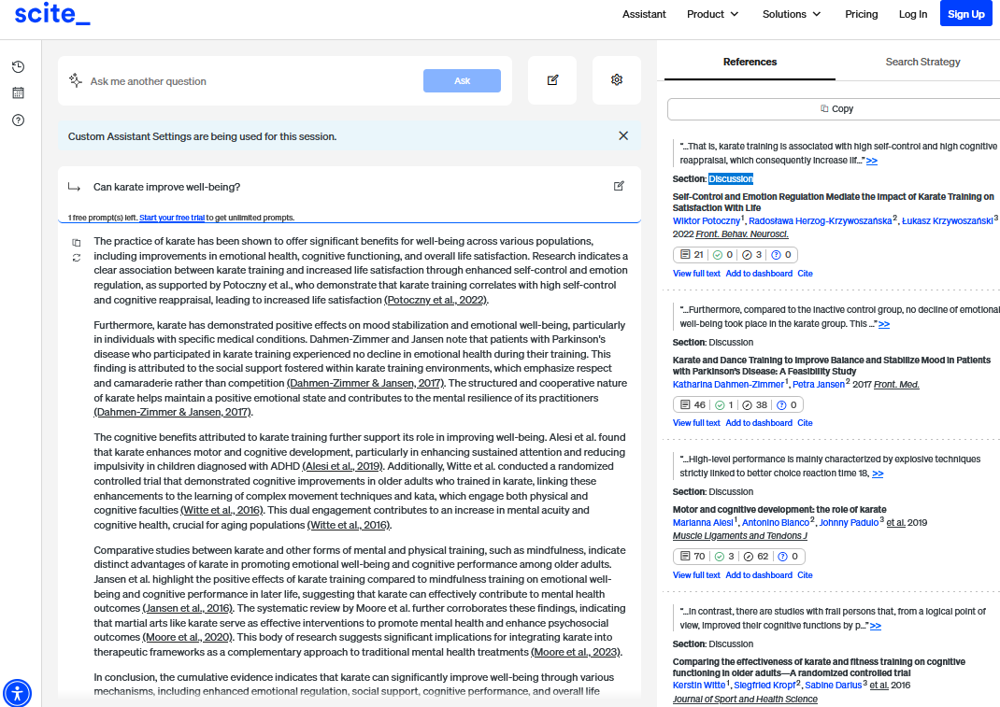 scite_
Assistant Product Solutions Pricing Log In Sign Up
Ask me another question
Ask
Custom Assistant Settings are being used for this session.
Can karate improve well-being?
1 free prompt(s) left. Start your free trial to get unlimited prompts.
The practice of karate has been shown to offer significant benefits for well-being across various populations,
including improvements in emotional health, cognitive functioning, and overall life satisfaction. Research indicates a
clear association between karate training and increased life satisfaction through enhanced self-control and emotion
regulation, as supported by Potoczny et al., who demonstrate that karate training correlates with high self-control
and cognitive reappraisal, leading to increased life satisfaction (Potoczny et al., 2022).
Furthermore, karate has demonstrated positive effects on mood stabilization and emotional well-being, particularly
in individuals with specific medical conditions. Dahmen-Zimmer and Jansen note that patients with Parkinson's
disease who participated in karate training experienced no decline in emotional health during their training. This
finding is attributed to the social support fostered within karate training environments, which emphasize respect
and camaraderie rather than competition (Dahmen-Zimmer & Jansen, 2017). The structured and cooperative nature
of karate helps maintain a positive emotional state and contributes to the mental resilience of its practitioners
(Dahmen-Zimmer & Jansen, 2017).
The cognitive benefits attributed to karate training further support its role in improving well-being. Alesi et al. found
that karate enhances motor and cognitive development, particularly in enhancing sustained attention and reducing
impulsivity in children diagnosed with ADHD (Alesi et al., 2019). Additionally, Witte et al. conducted a randomized
controlled trial that demonstrated cognitive improvements in older adults who trained in karate, linking these
enhancements to the learning of complex movement techniques and kata, which engage both physical and
cognitive faculties (Witte et al., 2016). This dual engagement contributes to an increase in mental acuity and
cognitive health, crucial for aging populations (Witte et al., 2016).
Comparative studies between karate and other forms of mental and physical training, such as mindfulness, indicate
distinct advantages of karate in promoting emotional well-being and cognitive performance among older adults.
Jansen et al. highlight the positive effects of karate training compared to mindfulness training on emotional well-
being and cognitive performance in later life, suggesting that karate can effectively contribute to mental health
outcomes (Jansen et al., 2016). The systematic review by Moore et al. further corroborates these findings, indicating
that martial arts like karate serve as effective interventions to promote mental health and enhance psychosocial
outcomes (Moore et al., 2020). This body of research suggests significant implications for integrating karate into
therapeutic frameworks as a complementary approach to traditional mental health treatments (Moore et al., 2023).
In conclusion, the cumulative evidence indicates that karate can significantly improve well-being through various
mechanisms, including enhanced emotional regulation, social support, cognitive performance, and overall life
References Search Strategy
Copy
"...That is, karate training is associated with high self-control and high cognitive
reappraisal, which consequently increase lif..." >>
Section: Discussion
Self-Control and Emotion Regulation Mediate the Impact of Karate Training on
Satisfaction With Life
Wiktor Potoczny1, Radosława Herzog-Krzywoszańska2, Łukasz Krzywoszański3
2022 Front. Behav. Neurosci.
21 0 3 0
View full text Add to dashboard Cite
"...Furthermore, compared to the inactive control group, no decline of emotional
well-being took place in the karate group. This ..." >>
Section: Discussion
Karate and Dance Training to Improve Balance and Stabilize Mood in Patients
with Parkinson's Disease: A Feasibility Study
Katharina Dahmen-Zimmer1, Petra Jansen2 2017 Front. Med.
46 1 38 0
View full text Add to dashboard Cite
"...High-level performance is mainly characterized by explosive techniques
strictly linked to better choice reaction time 18, >>
Section: Discussion
Motor and cognitive development: the role of karate
Marianna Alesi1, Antonino Bianco2, Johnny Padulo3 et al. 2019
Muscle Ligaments and Tendons J
70 3 62 0
View full text Add to dashboard Cite
"...In contrast, there are studies with frail persons that, from a logical point of
view, improved their cognitive functions by p..." >>
Section: Discussion
Comparing the effectiveness of karate and fitness training on cognitive
functioning in older adults—A randomized controlled trial
Kerstin Witte1, Siegfried Kropf2, Sabine Darius3 et al. 2016
Journal of Sport and Health Science